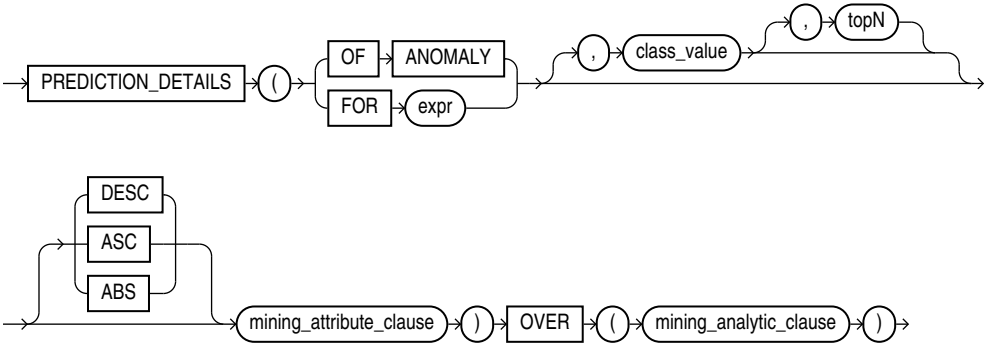 , topN
OF ANOMALY , class_value
PREDICTION_DETAILS (
FOR expr
DESC
ASC
ABS
mining_attribute_clause ) OVER ( mining_analytic_clause )